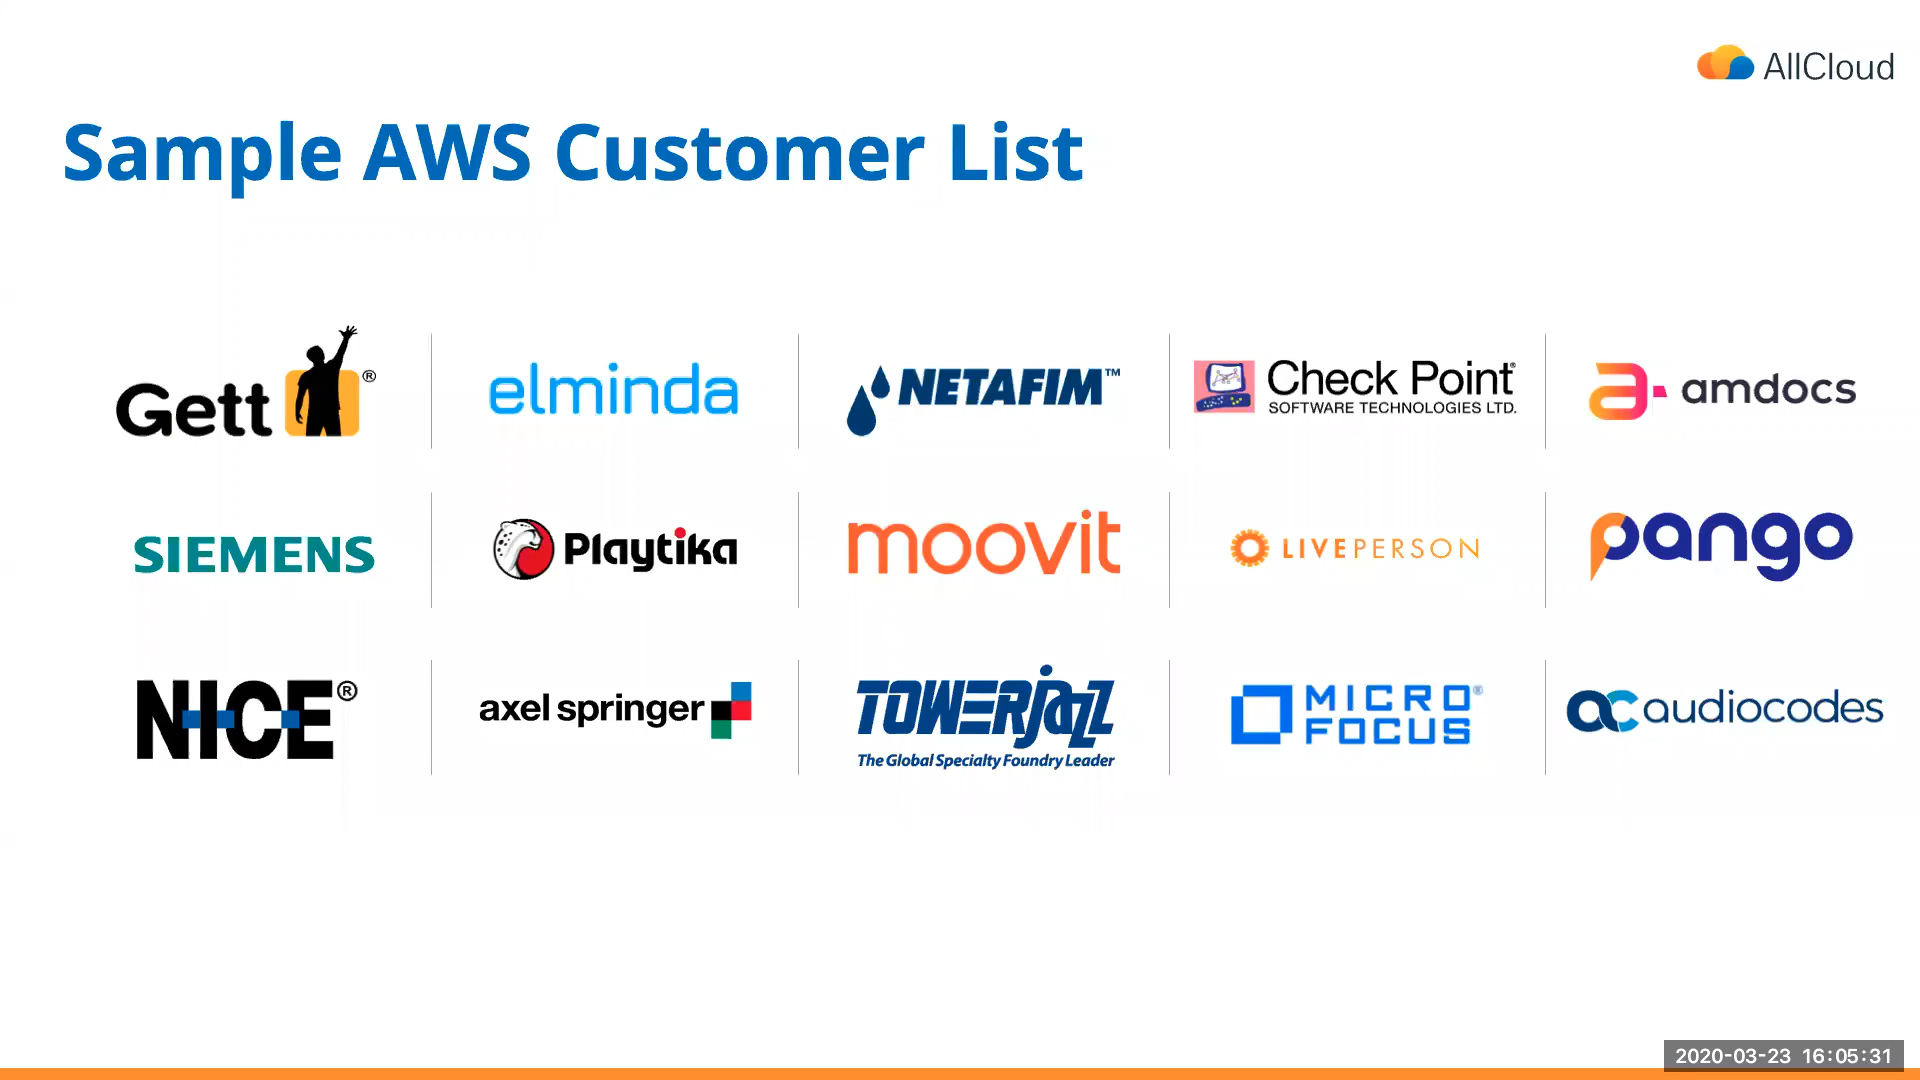 AllCloud
Sample AWS Customer List
Gett®
elminda
NETAFIM™
Check Point®
SOFTWARE TECHNOLOGIES LTD.
amdocs
SIEMENS
Playtika
moovit
LIVEPERSON
pango
NICE®
axel springer
TOWERjazz
The Global Specialty Foundry Leader
MICRO®
FOCUS
audiocodes
2020-03-23 16:05:31